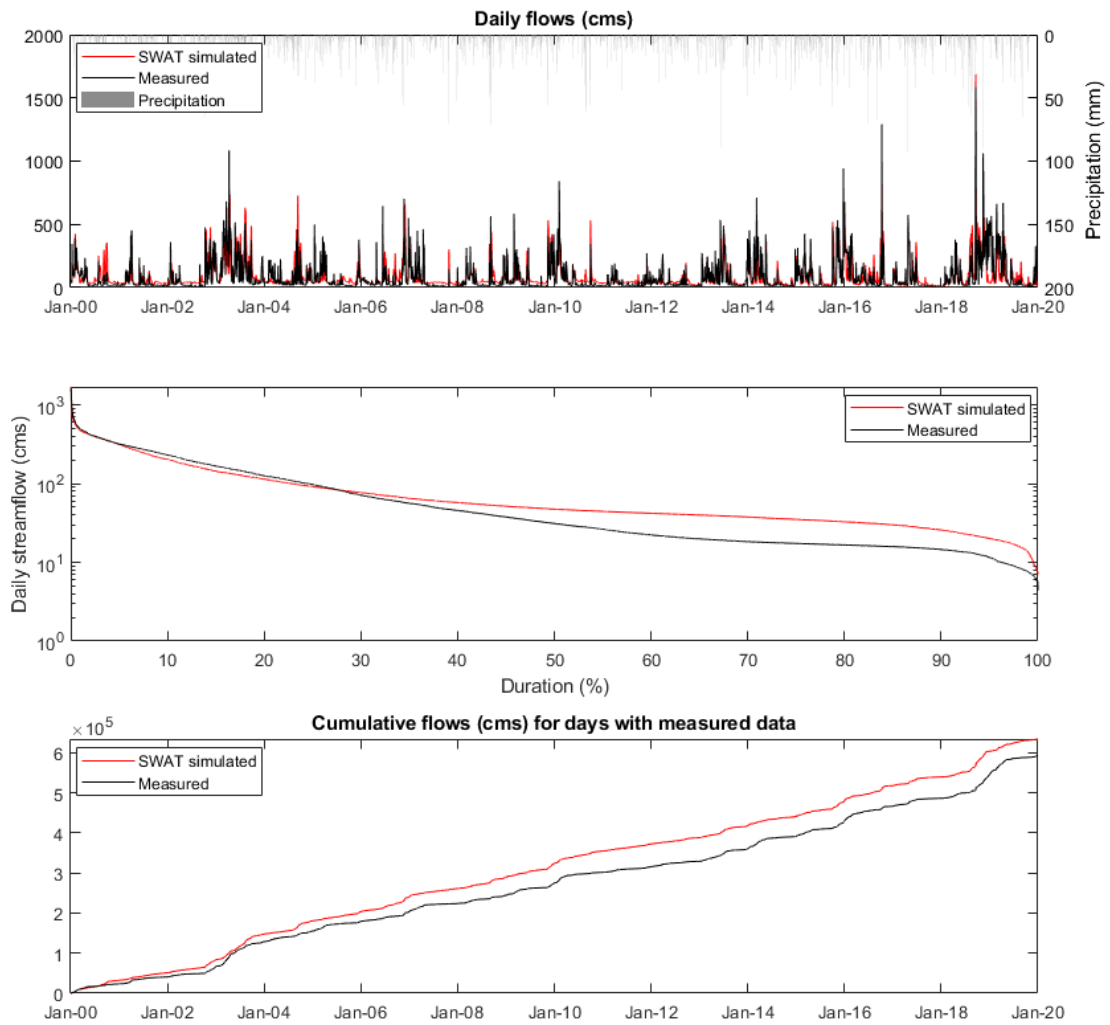 Daily flows (cms)
2000
1500
1000
500
0
0
50
100
150
200
Precipitation (mm)
SWAT simulated
Measured
Precipitation
Jan-00 Jan-02 Jan-04 Jan-06 Jan-08 Jan-10 Jan-12 Jan-14 Jan-16 Jan-18 Jan-20
Daily streamflow (cms)
10³
10²
10¹
10⁰
SWAT simulated
Measured
0 10 20 30 40 50 60 70 80 90 100
Duration (%)
Cumulative flows (cms) for days with measured data
× 10⁵
6
5
4
3
2
1
0
SWAT simulated
Measured
Jan-00 Jan-02 Jan-04 Jan-06 Jan-08 Jan-10 Jan-12 Jan-14 Jan-16 Jan-18 Jan-20